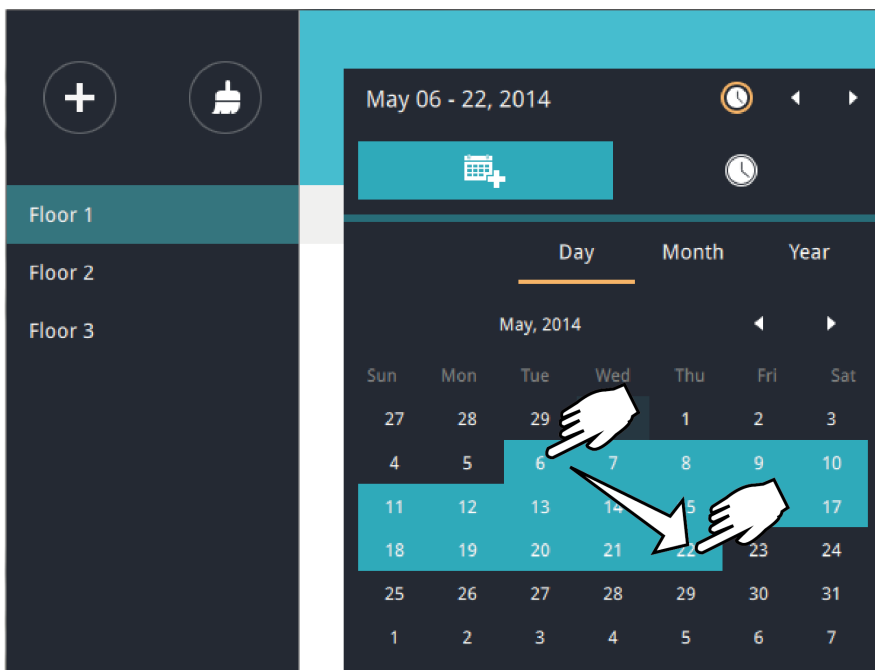 May 06 - 22, 2014
Floor 1
Floor 2
Floor 3
Day Month Year
May, 2014
Sun Mon Tue Wed Thu Fri Sat
27 28 29 1 2 3
4 5 6 7 8 9 10
11 12 13 14 15 17
18 19 20 21 22 23 24
25 26 27 28 29 30 31
1 2 3 4 5 6 7